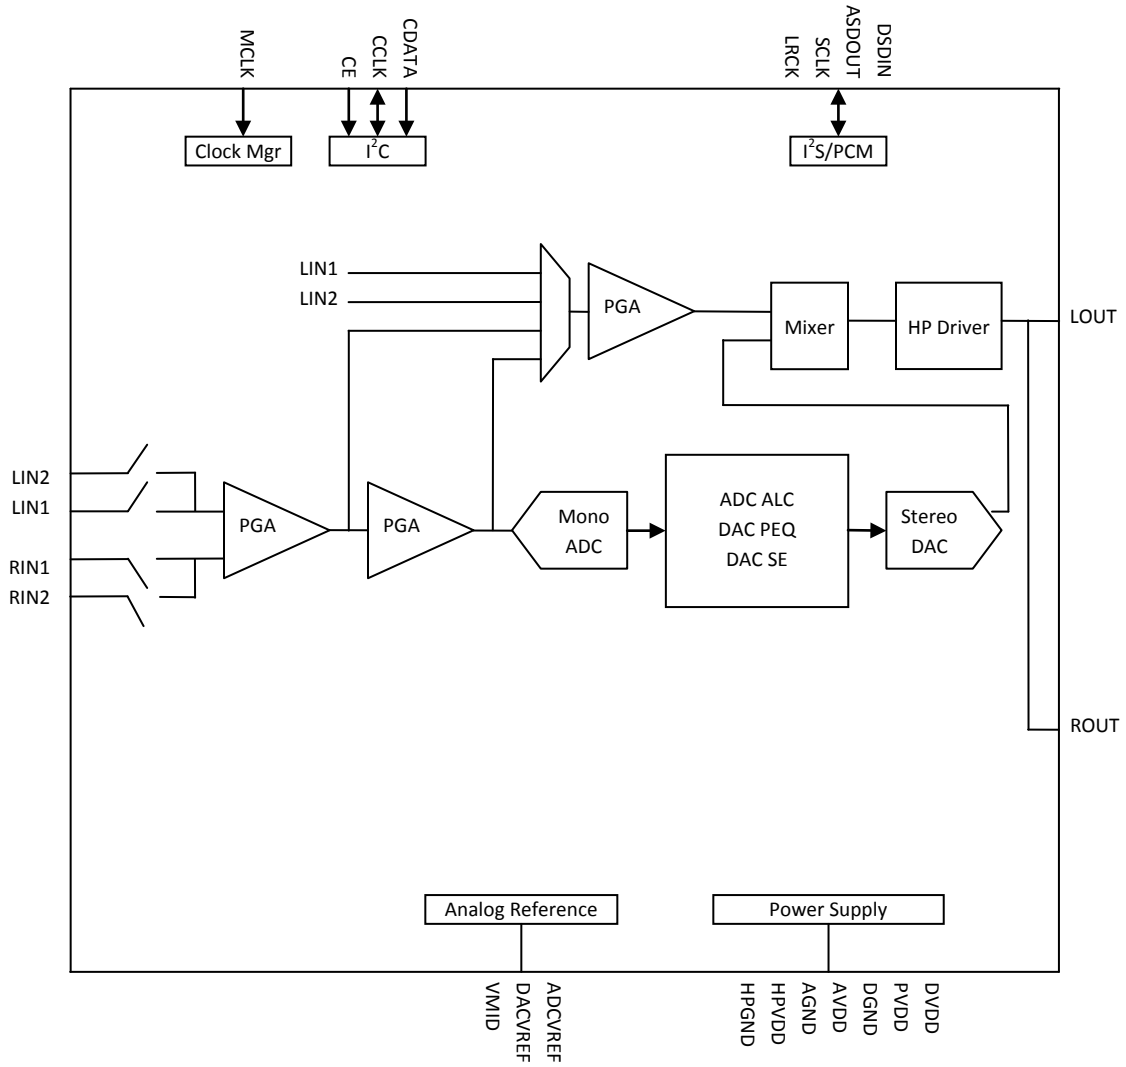 MCLK
CE
CCLK
CDATA
LRCK
SCLK
ASDOUT
DSDIN
Clock Mgr
I²C
I²S/PCM
LIN1
LIN2
PGA
Mixer
HP Driver
LOUT
LIN2
LIN1
RIN1
RIN2
PGA
PGA
Mono
ADC
ADC ALC
DAC PEQ
DAC SE
Stereo
DAC
ROUT
Analog Reference
Power Supply
VMID
DACVREF
ADCVREF
HPGND
HPVDD
AGND
AVDD
DGND
PVDD
DVDD